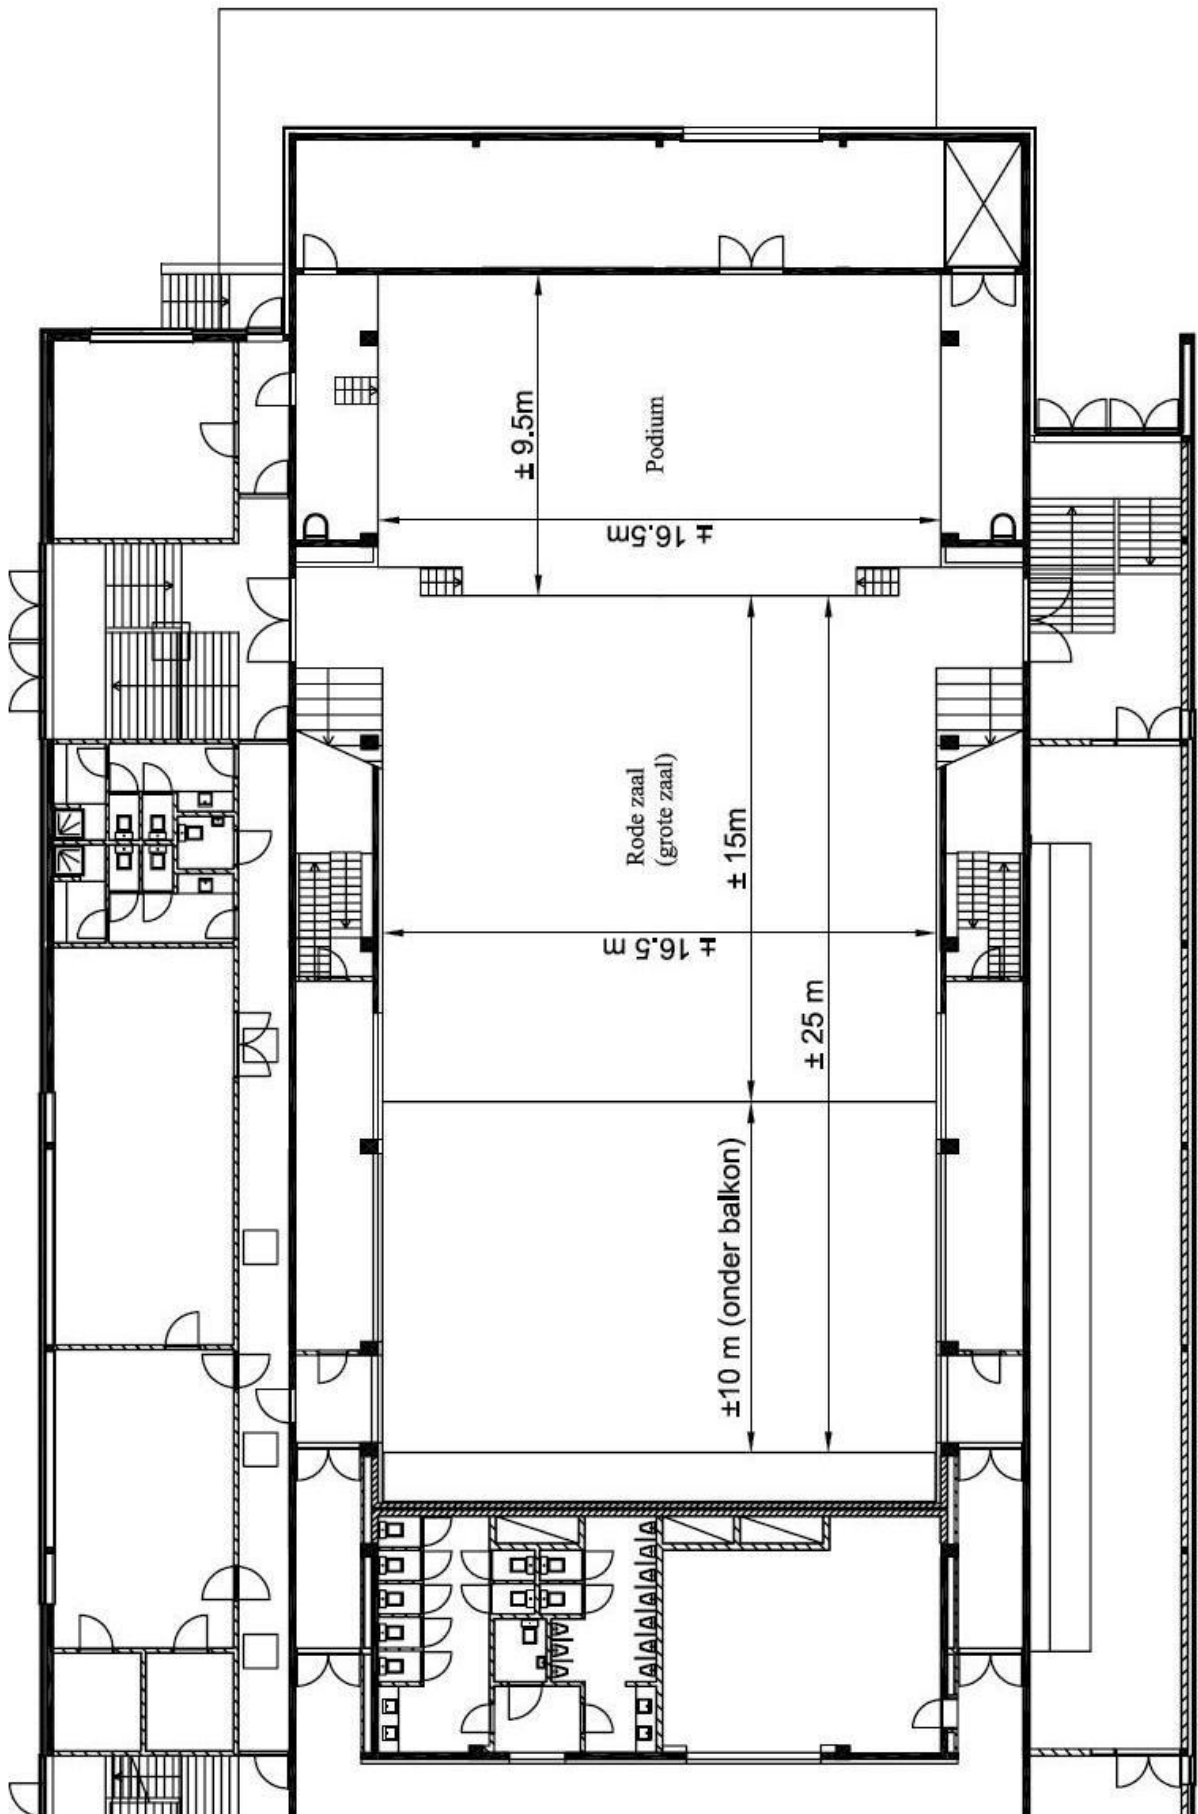 ± 9.5m
Podium
± 16.5m
Rode zaal
(grote zaal)
± 15m
± 16.5 m
± 25 m
±10 m (onder balkon)